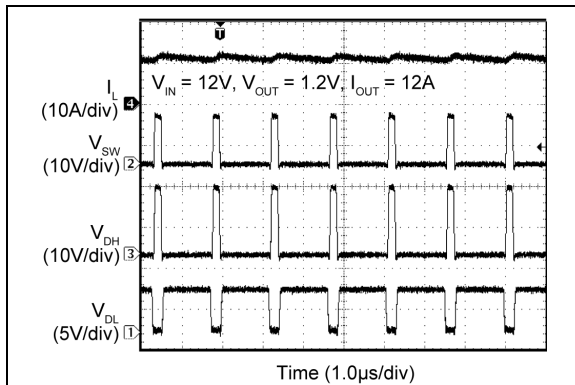 T
V_IN = 12V, V_OUT = 1.2V, I_OUT = 12A
I_L
(10A/div) 4
V_SW
(10V/div) 2
V_DH
(10V/div) 3
V_DL
(5V/div) 1
Time (1.0µs/div)